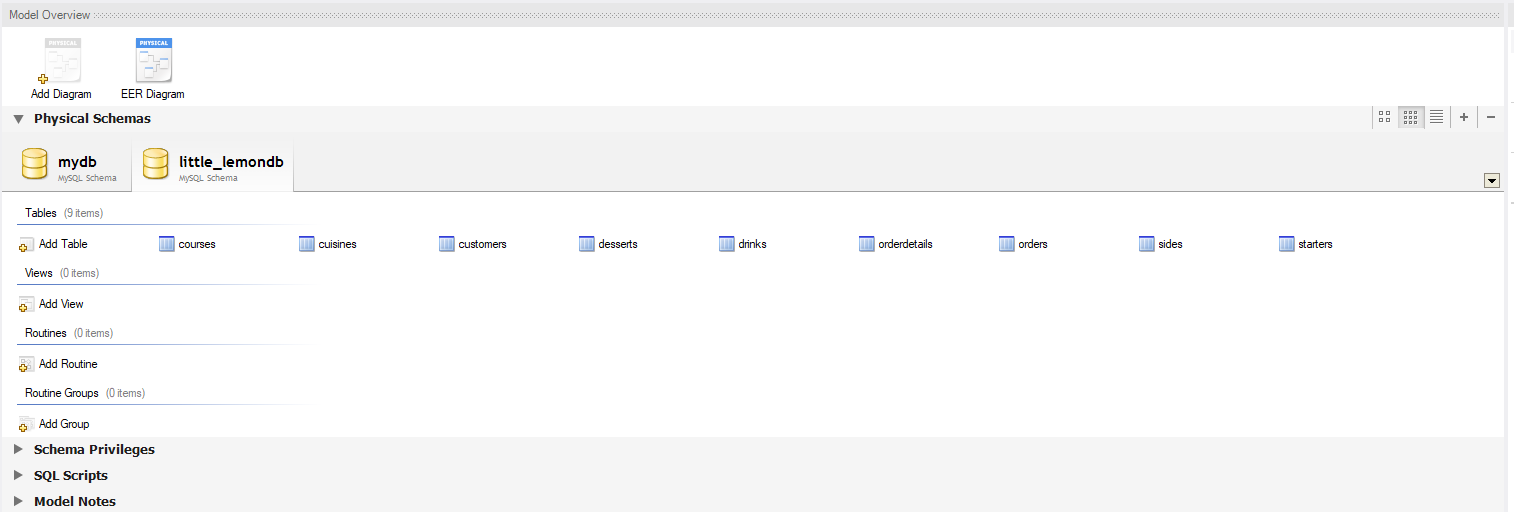 Model Overview
PHYSICAL PHYSICAL
Add Diagram EER Diagram
Physical Schemas
mydb little_lemondb
MySQL Schema MySQL Schema
Tables (9 items)
Add Table courses cuisines customers desserts drinks orderdetails orders sides starters
Views (0 items)
Add View
Routines (0 items)
Add Routine
Routine Groups (0 items)
Add Group
Schema Privileges
SQL Scripts
Model Notes